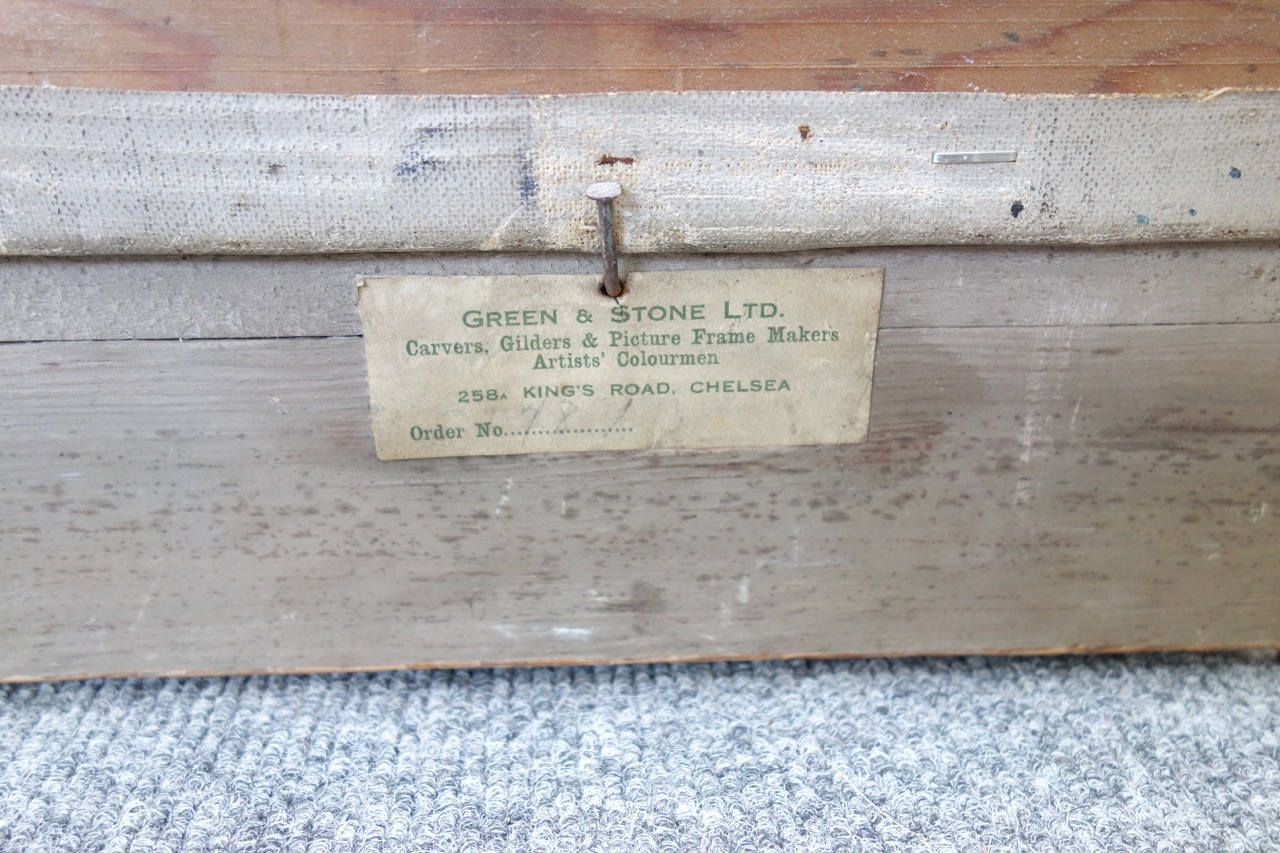 GREEN & STONE LTD.
Carvers, Gilders & Picture Frame Makers
Artists' Colourmen
258A KING'S ROAD, CHELSEA
Order No...................